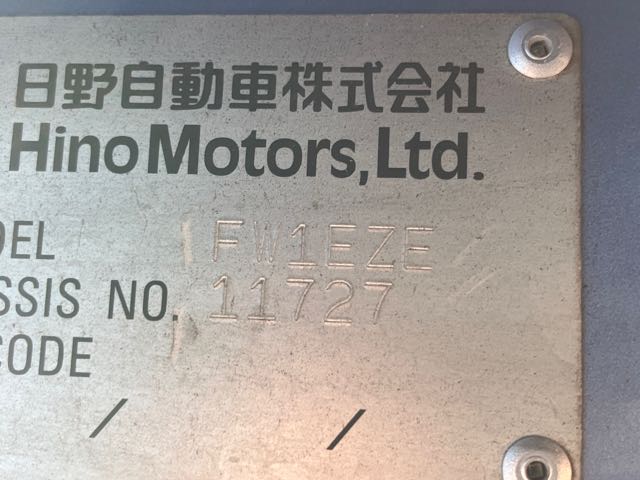 日野自動車株式会社
Hino Motors, Ltd.
DEL FW1EZE
SSIS NO. 11727
CODE
/ /